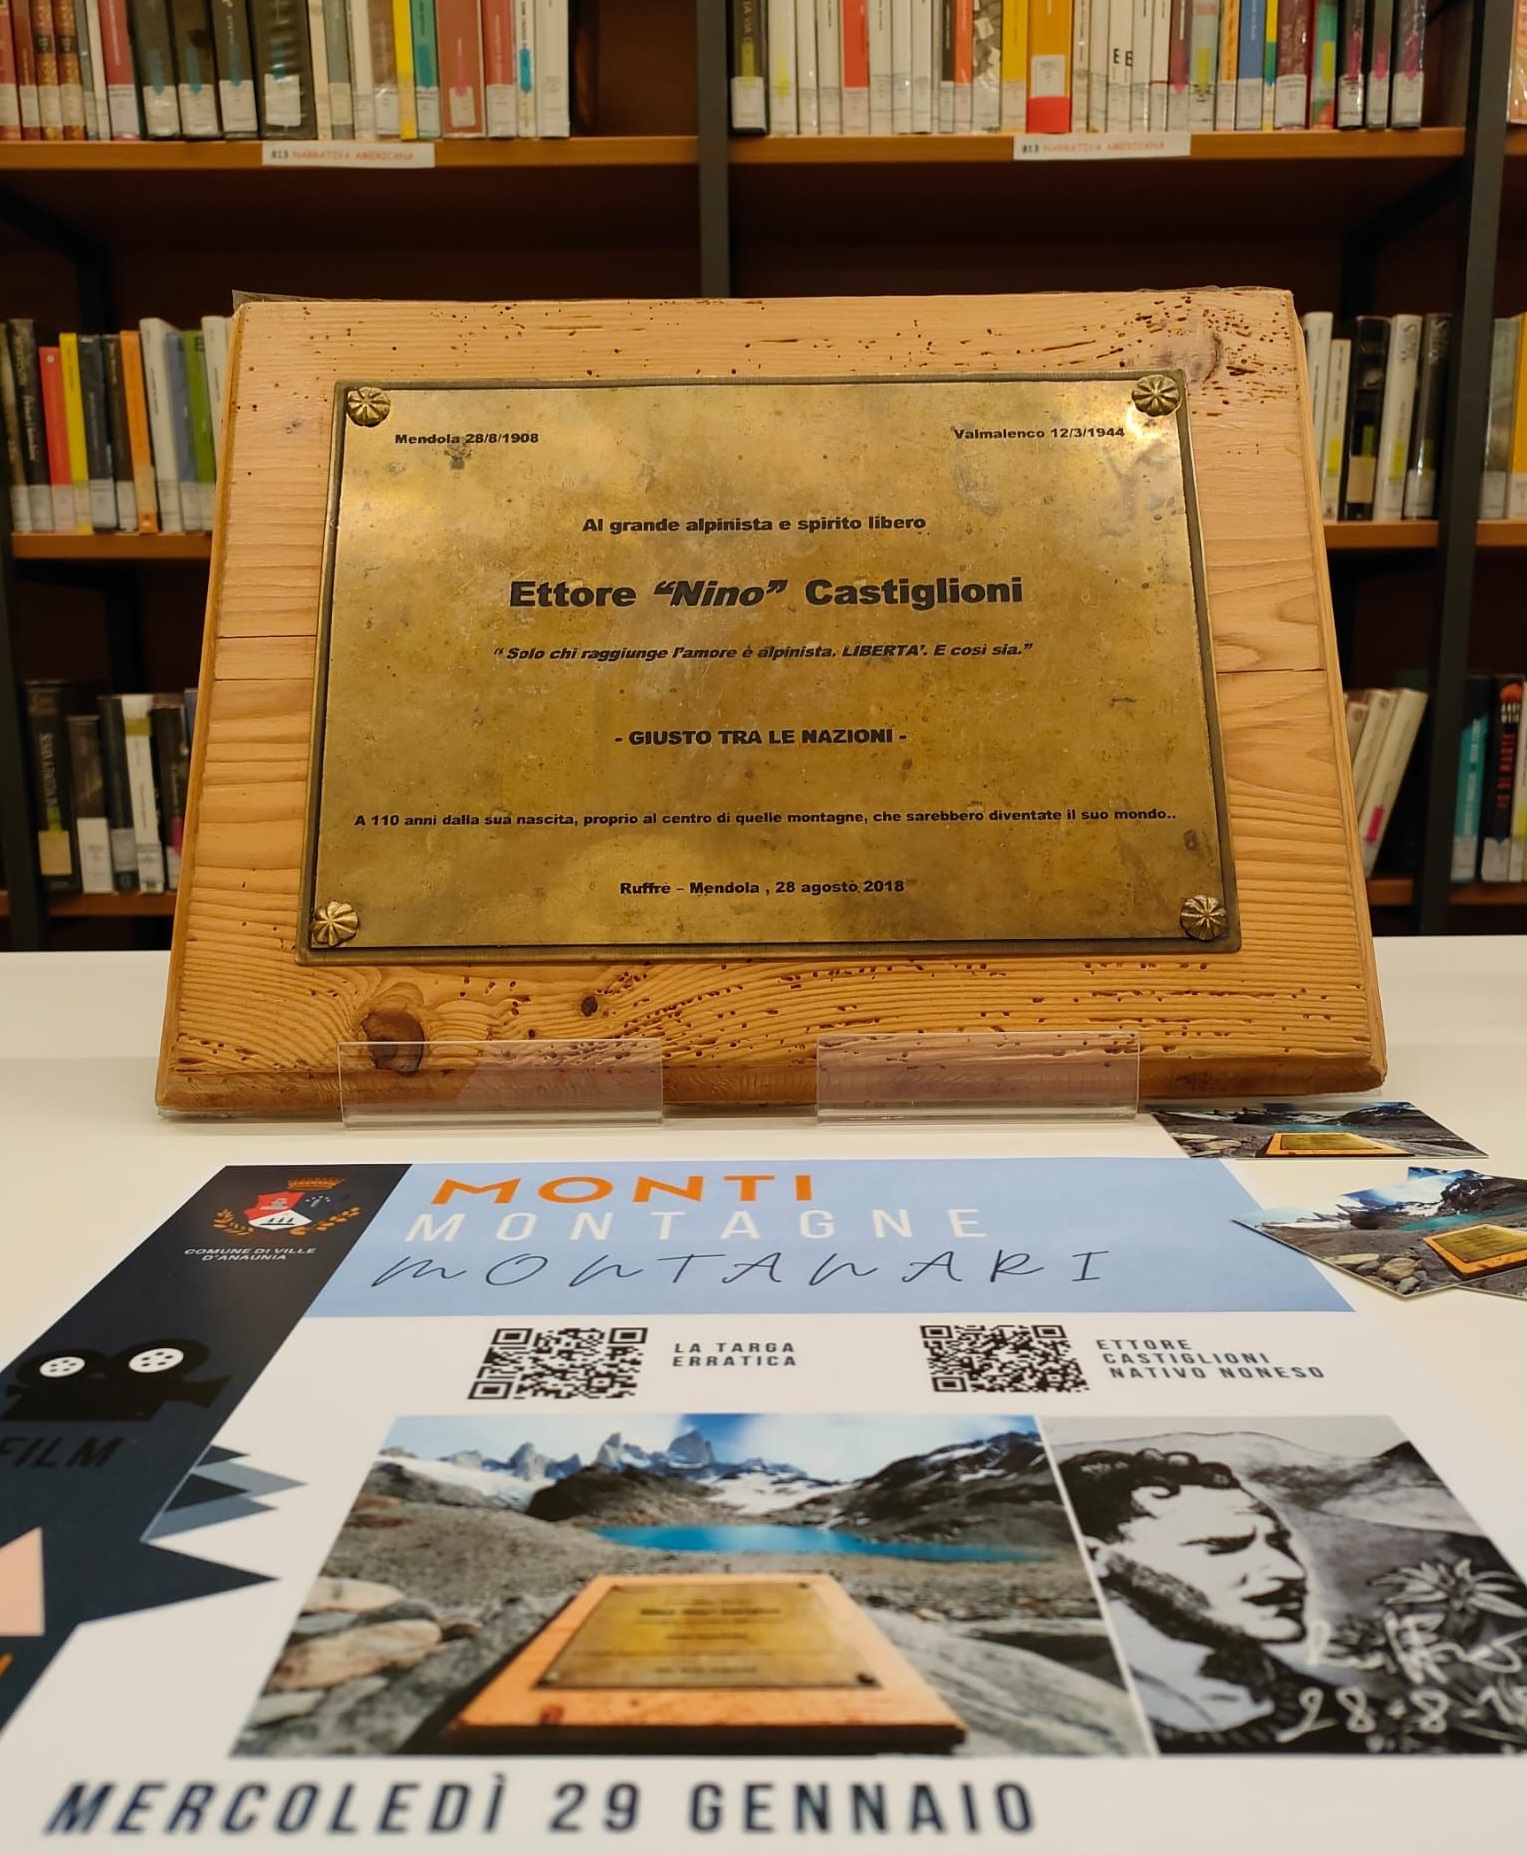 813 NARRATIVA AMERICANA
813 NARRATIVA AMERICANA
Mendola 28/8/1908
Valmalenco 12/3/1944
Al grande alpinista e spirito libero
Ettore “Nino” Castiglioni
“ Solo chi raggiunge l’amore è alpinista. LIBERTA’. E così sia.”
- GIUSTO TRA LE NAZIONI -
A 110 anni dalla sua nascita, proprio al centro di quelle montagne, che sarebbero diventate il suo mondo..
Ruffrè – Mendola , 28 agosto 2018
COMUNE DI VILLE
D'ANAUNIA
MONTI
MONTAGNE
MONTANARI
LA TARGA
ERRATICA
ETTORE
CASTIGLIONI
NATIVO NONESO
FILM
28-8-
MERCOLEDÌ 29 GENNAIO